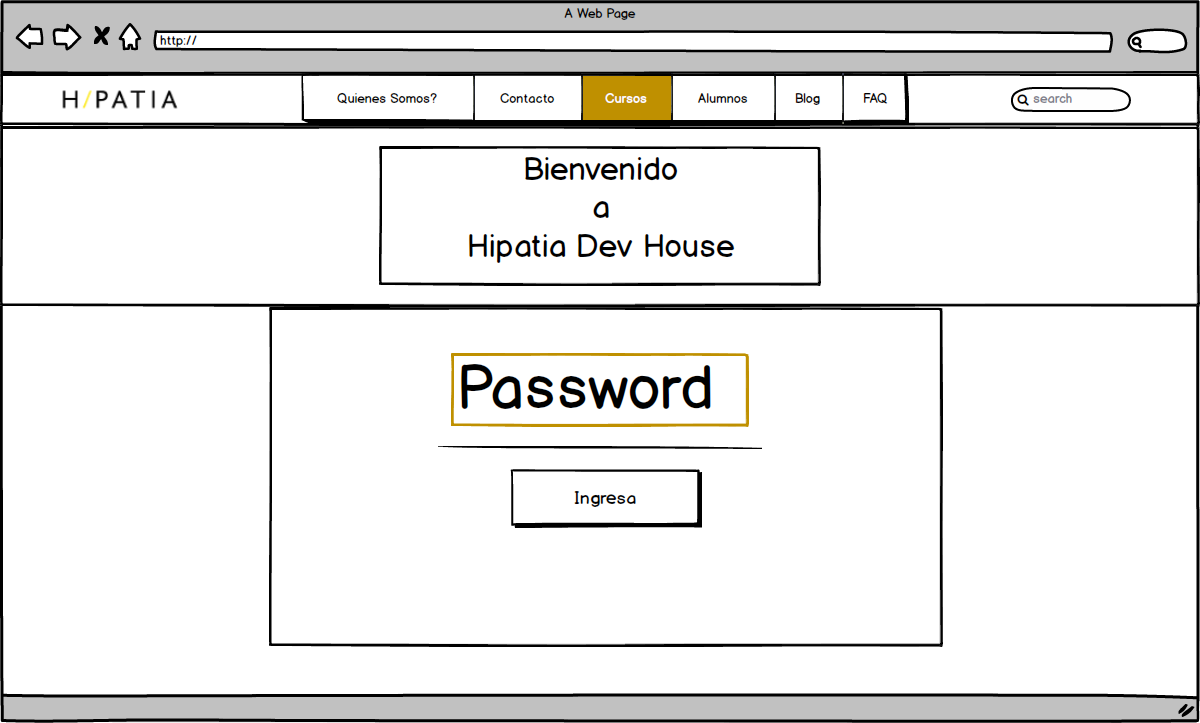 A Web Page
http://
H/PATIA
Quienes Somos? Contacto Cursos Alumnos Blog FAQ
search
Bienvenido
a
Hipatia Dev House
Password
Ingresa